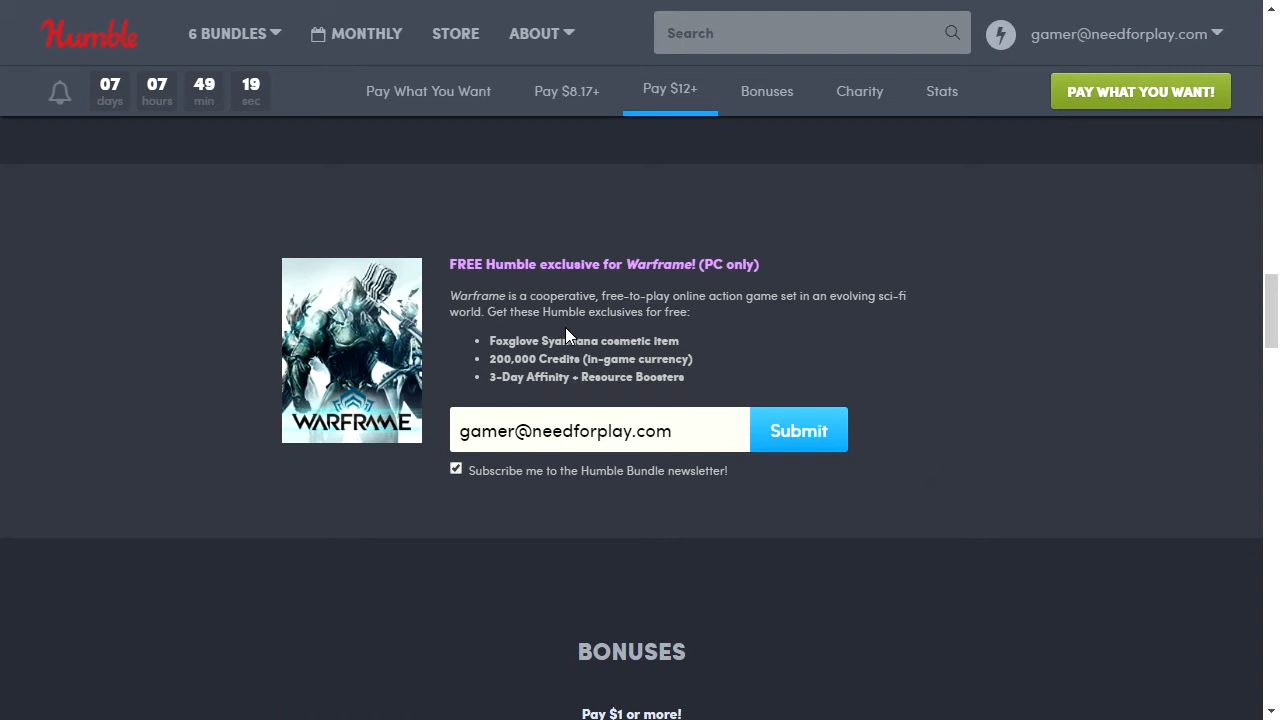 Humble
6 BUNDLES
MONTHLY
STORE
ABOUT
Search
gamer@needforplay.com
07 days
07 hours
49 min
19 sec
Pay What You Want
Pay $8.17+
Pay $12+
Bonuses
Charity
Stats
PAY WHAT YOU WANT!
WARFRAME
FREE Humble exclusive for Warframe! (PC only)
Warframe is a cooperative, free-to-play online action game set in an evolving sci-fi
world. Get these Humble exclusives for free:
• Foxglove Syandana cosmetic item
• 200,000 Credits (in-game currency)
• 3-Day Affinity + Resource Boosters
gamer@needforplay.com
Submit
Subscribe me to the Humble Bundle newsletter!
BONUSES
Pay $1 or more!